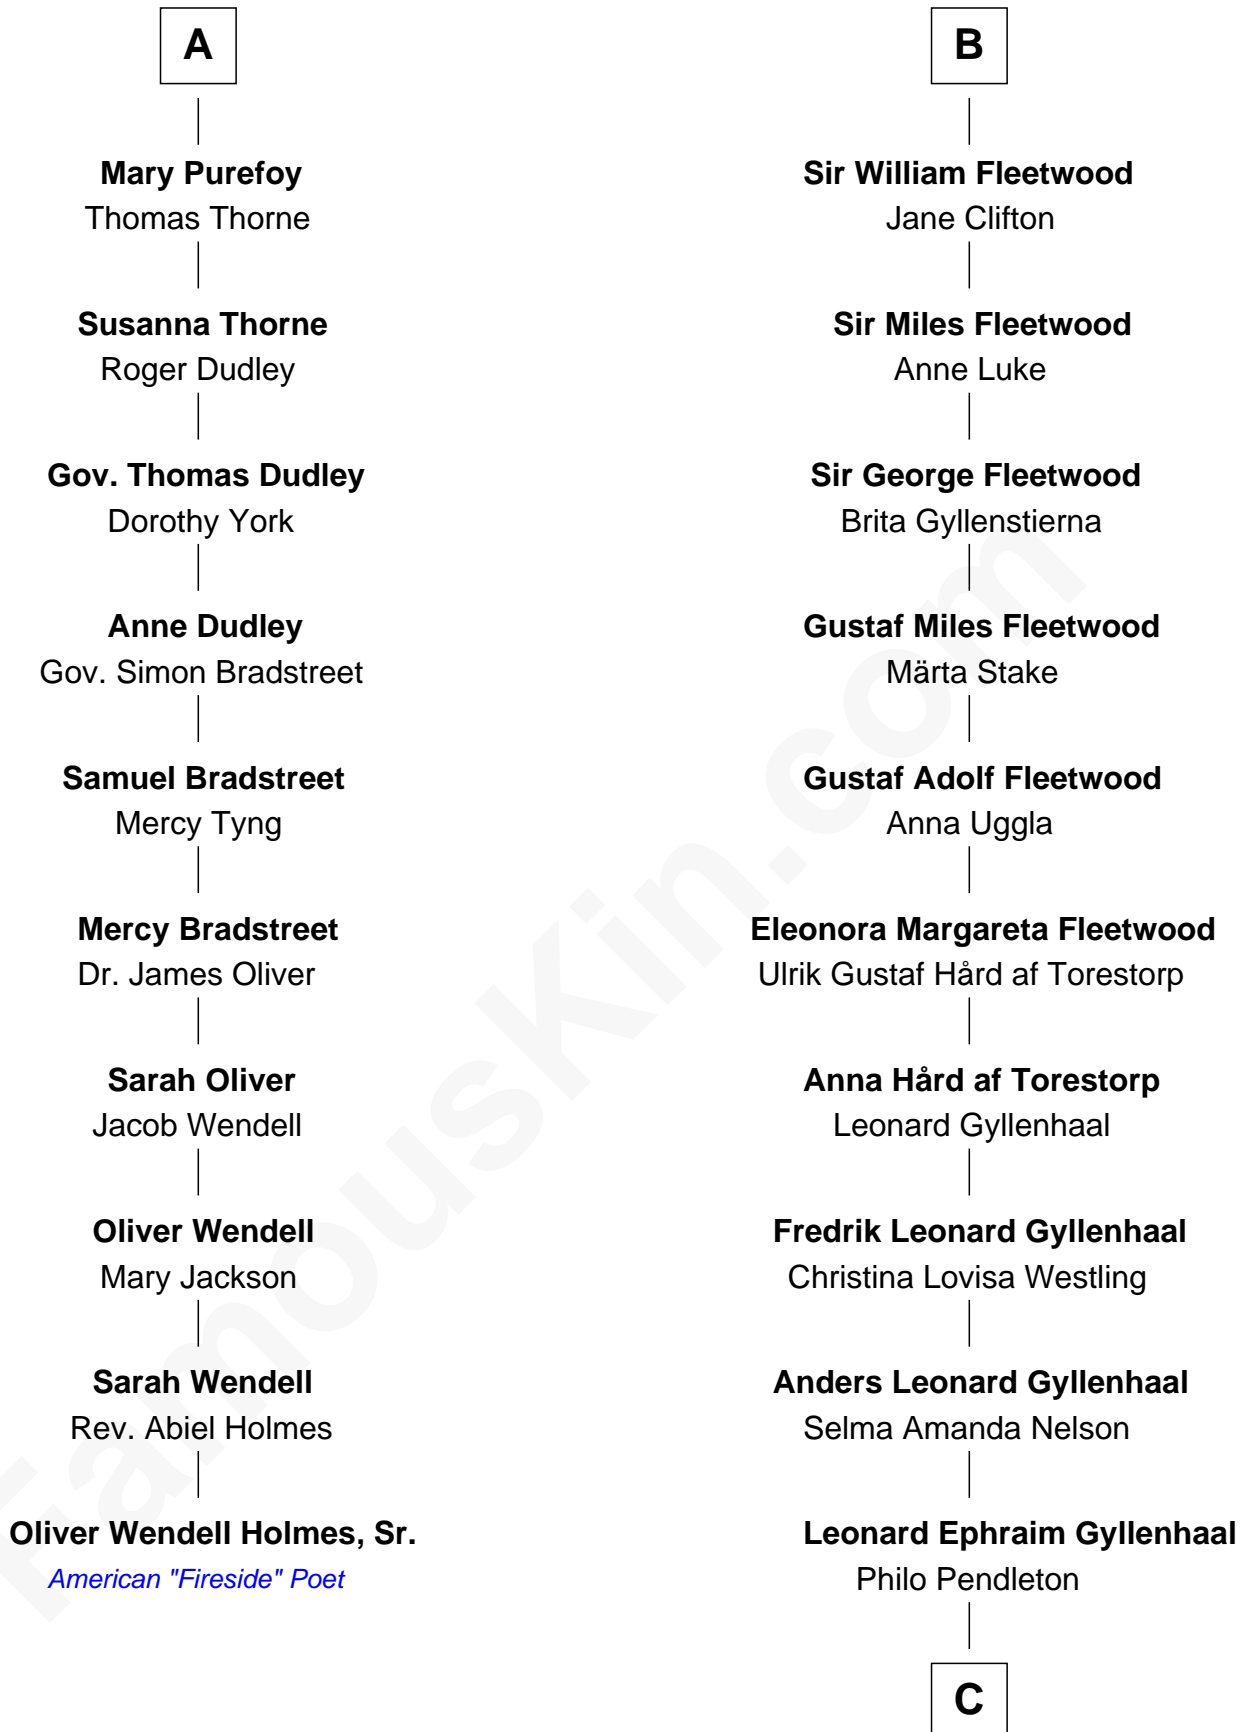 A
Mary Purefoy
Thomas Thorne
Susanna Thorne
Roger Dudley
Gov. Thomas Dudley
Dorothy York
Anne Dudley
Gov. Simon Bradstreet
Samuel Bradstreet
Mercy Tyng
Mercy Bradstreet
Dr. James Oliver
Sarah Oliver
Jacob Wendell
Oliver Wendell
Mary Jackson
Sarah Wendell
Rev. Abiel Holmes
Oliver Wendell Holmes, Sr.
American "Fireside" Poet
B
Sir William Fleetwood
Jane Clifton
Sir Miles Fleetwood
Anne Luke
Sir George Fleetwood
Brita Gyllenstierna
Gustaf Miles Fleetwood
Märta Stake
Gustaf Adolf Fleetwood
Anna Uggla
Eleonora Margareta Fleetwood
Ulrik Gustaf Hård af Torestorp
Anna Hård af Torestorp
Leonard Gyllenhaal
Fredrik Leonard Gyllenhaal
Christina Lovisa Westling
Anders Leonard Gyllenhaal
Selma Amanda Nelson
Leonard Ephraim Gyllenhaal
Philo Pendleton
C
FamousKin.com